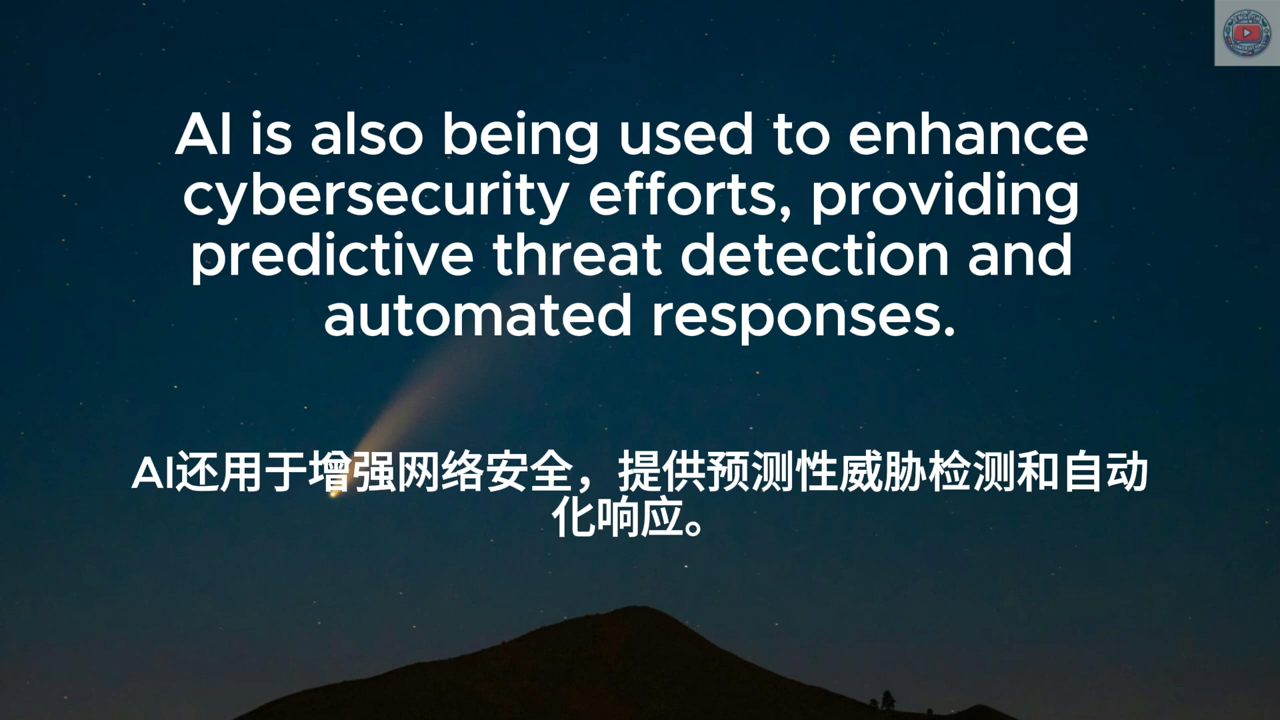 AI is also being used to enhance
cybersecurity efforts, providing
predictive threat detection and
automated responses.
AI还用于增强网络安全，提供预测性威胁检测和自动
化响应。